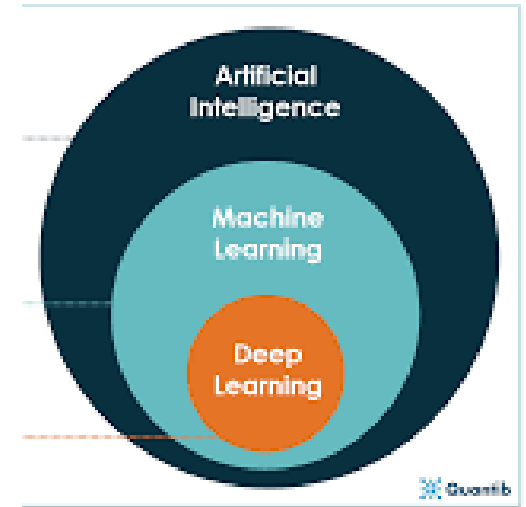 Artificial
Intelligence
Machine
Learning
Deep
Learning
Quantib